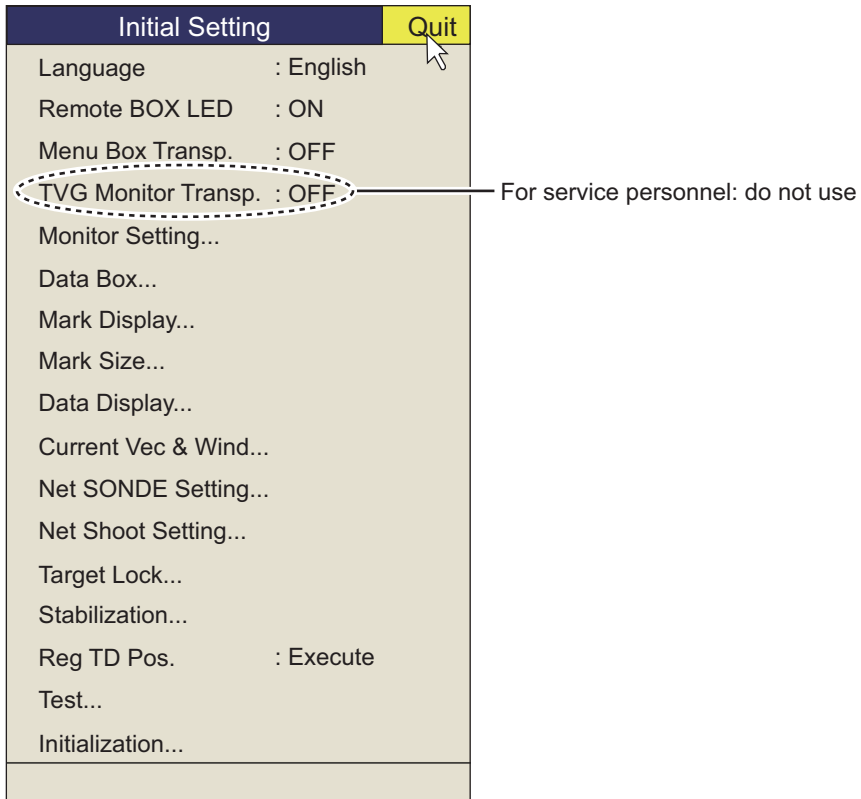 Initial Setting Quit
Language : English
Remote BOX LED : ON
Menu Box Transp. : OFF
TVG Monitor Transp. : OFF For service personnel: do not use
Monitor Setting...
Data Box...
Mark Display...
Mark Size...
Data Display...
Current Vec & Wind...
Net SONDE Setting...
Net Shoot Setting...
Target Lock...
Stabilization...
Reg TD Pos. : Execute
Test...
Initialization...